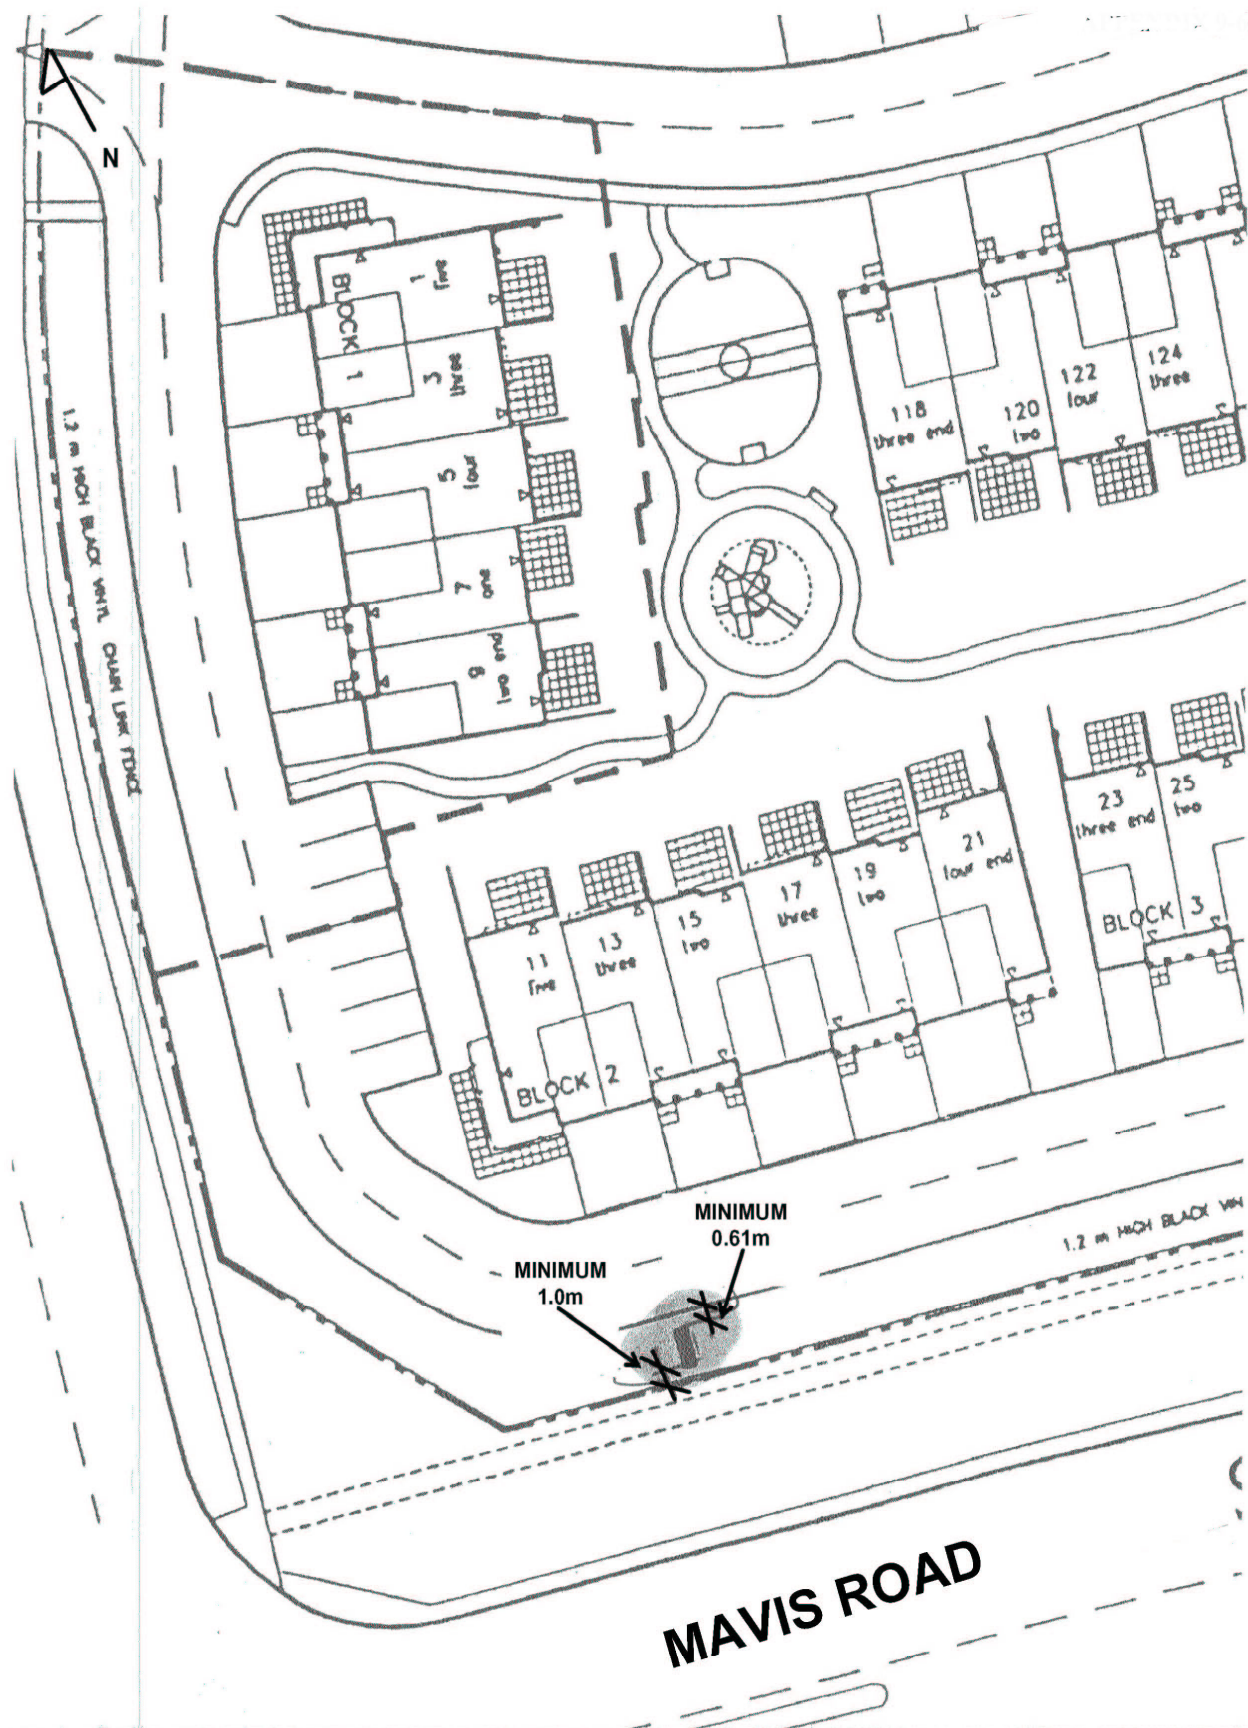 N
BLOCK 1
1
five
3
three
5
four
7
one
two end
118
three end
120
two
122
four
124
three
1.2 m HIGH BLACK VINYL CHAIN LINK FENCE
23
three end
25
two
BLOCK 3
21
four end
19
two
17
three
15
two
13
three
11
five
BLOCK 2
MINIMUM
0.61m
MINIMUM
1.0m
1.2 m HIGH BLACK VIN
MAVIS ROAD